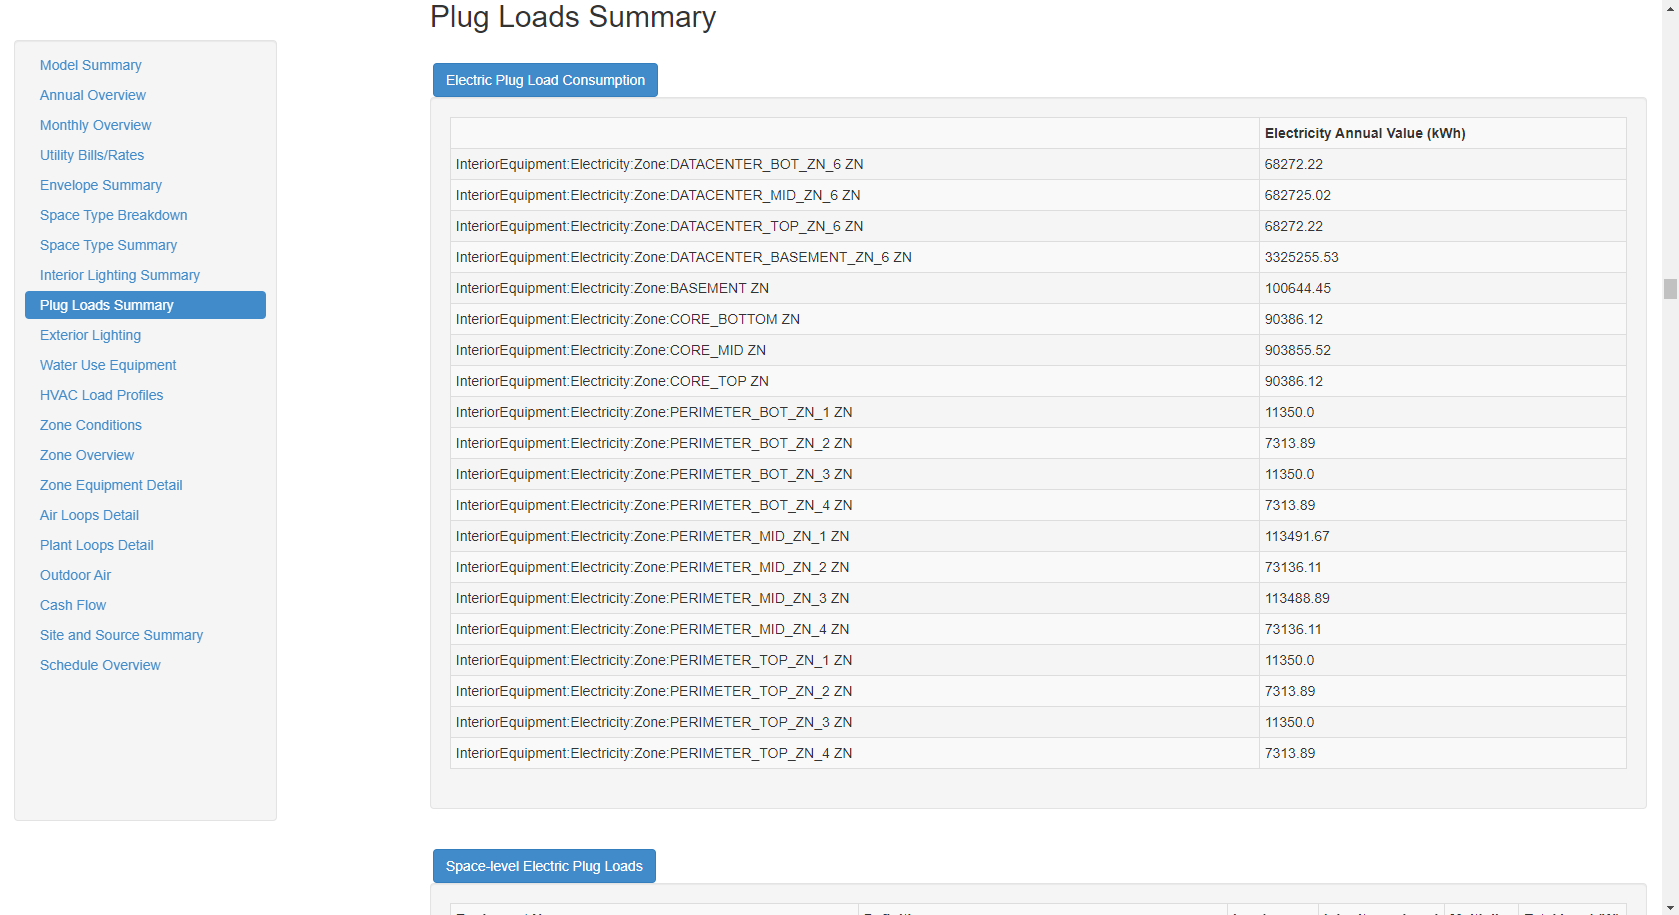 Plug Loads Summary
Model Summary
Annual Overview
Monthly Overview
Utility Bills/Rates
Envelope Summary
Space Type Breakdown
Space Type Summary
Interior Lighting Summary
Plug Loads Summary
Exterior Lighting
Water Use Equipment
HVAC Load Profiles
Zone Conditions
Zone Overview
Zone Equipment Detail
Air Loops Detail
Plant Loops Detail
Outdoor Air
Cash Flow
Site and Source Summary
Schedule Overview
Electric Plug Load Consumption
Electricity Annual Value (kWh)
InteriorEquipment:Electricity:Zone:DATACENTER_BOT_ZN_6 ZN 68272.22
InteriorEquipment:Electricity:Zone:DATACENTER_MID_ZN_6 ZN 682725.02
InteriorEquipment:Electricity:Zone:DATACENTER_TOP_ZN_6 ZN 68272.22
InteriorEquipment:Electricity:Zone:DATACENTER_BASEMENT_ZN_6 ZN 3325255.53
InteriorEquipment:Electricity:Zone:BASEMENT ZN 100644.45
InteriorEquipment:Electricity:Zone:CORE_BOTTOM ZN 90386.12
InteriorEquipment:Electricity:Zone:CORE_MID ZN 903855.52
InteriorEquipment:Electricity:Zone:CORE_TOP ZN 90386.12
InteriorEquipment:Electricity:Zone:PERIMETER_BOT_ZN_1 ZN 11350.0
InteriorEquipment:Electricity:Zone:PERIMETER_BOT_ZN_2 ZN 7313.89
InteriorEquipment:Electricity:Zone:PERIMETER_BOT_ZN_3 ZN 11350.0
InteriorEquipment:Electricity:Zone:PERIMETER_BOT_ZN_4 ZN 7313.89
InteriorEquipment:Electricity:Zone:PERIMETER_MID_ZN_1 ZN 113491.67
InteriorEquipment:Electricity:Zone:PERIMETER_MID_ZN_2 ZN 73136.11
InteriorEquipment:Electricity:Zone:PERIMETER_MID_ZN_3 ZN 113488.89
InteriorEquipment:Electricity:Zone:PERIMETER_MID_ZN_4 ZN 73136.11
InteriorEquipment:Electricity:Zone:PERIMETER_TOP_ZN_1 ZN 11350.0
InteriorEquipment:Electricity:Zone:PERIMETER_TOP_ZN_2 ZN 7313.89
InteriorEquipment:Electricity:Zone:PERIMETER_TOP_ZN_3 ZN 11350.0
InteriorEquipment:Electricity:Zone:PERIMETER_TOP_ZN_4 ZN 7313.89
Space-level Electric Plug Loads